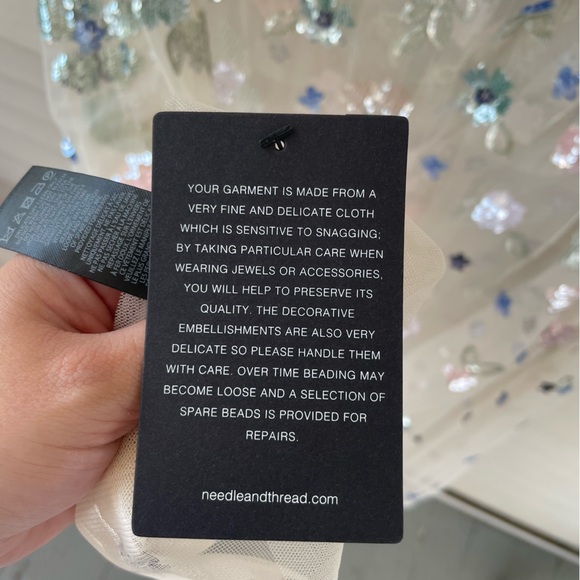 YOUR GARMENT IS MADE FROM A
VERY FINE AND DELICATE CLOTH
WHICH IS SENSITIVE TO SNAGGING;
BY TAKING PARTICULAR CARE WHEN
WEARING JEWELS OR ACCESSORIES,
YOU WILL HELP TO PRESERVE ITS
QUALITY. THE DECORATIVE
EMBELLISHMENTS ARE ALSO VERY
DELICATE SO PLEASE HANDLE THEM
WITH CARE. OVER TIME BEADING MAY
BECOME LOOSE AND A SELECTION OF
SPARE BEADS IS PROVIDED FOR
REPAIRS.
needleandthread.com